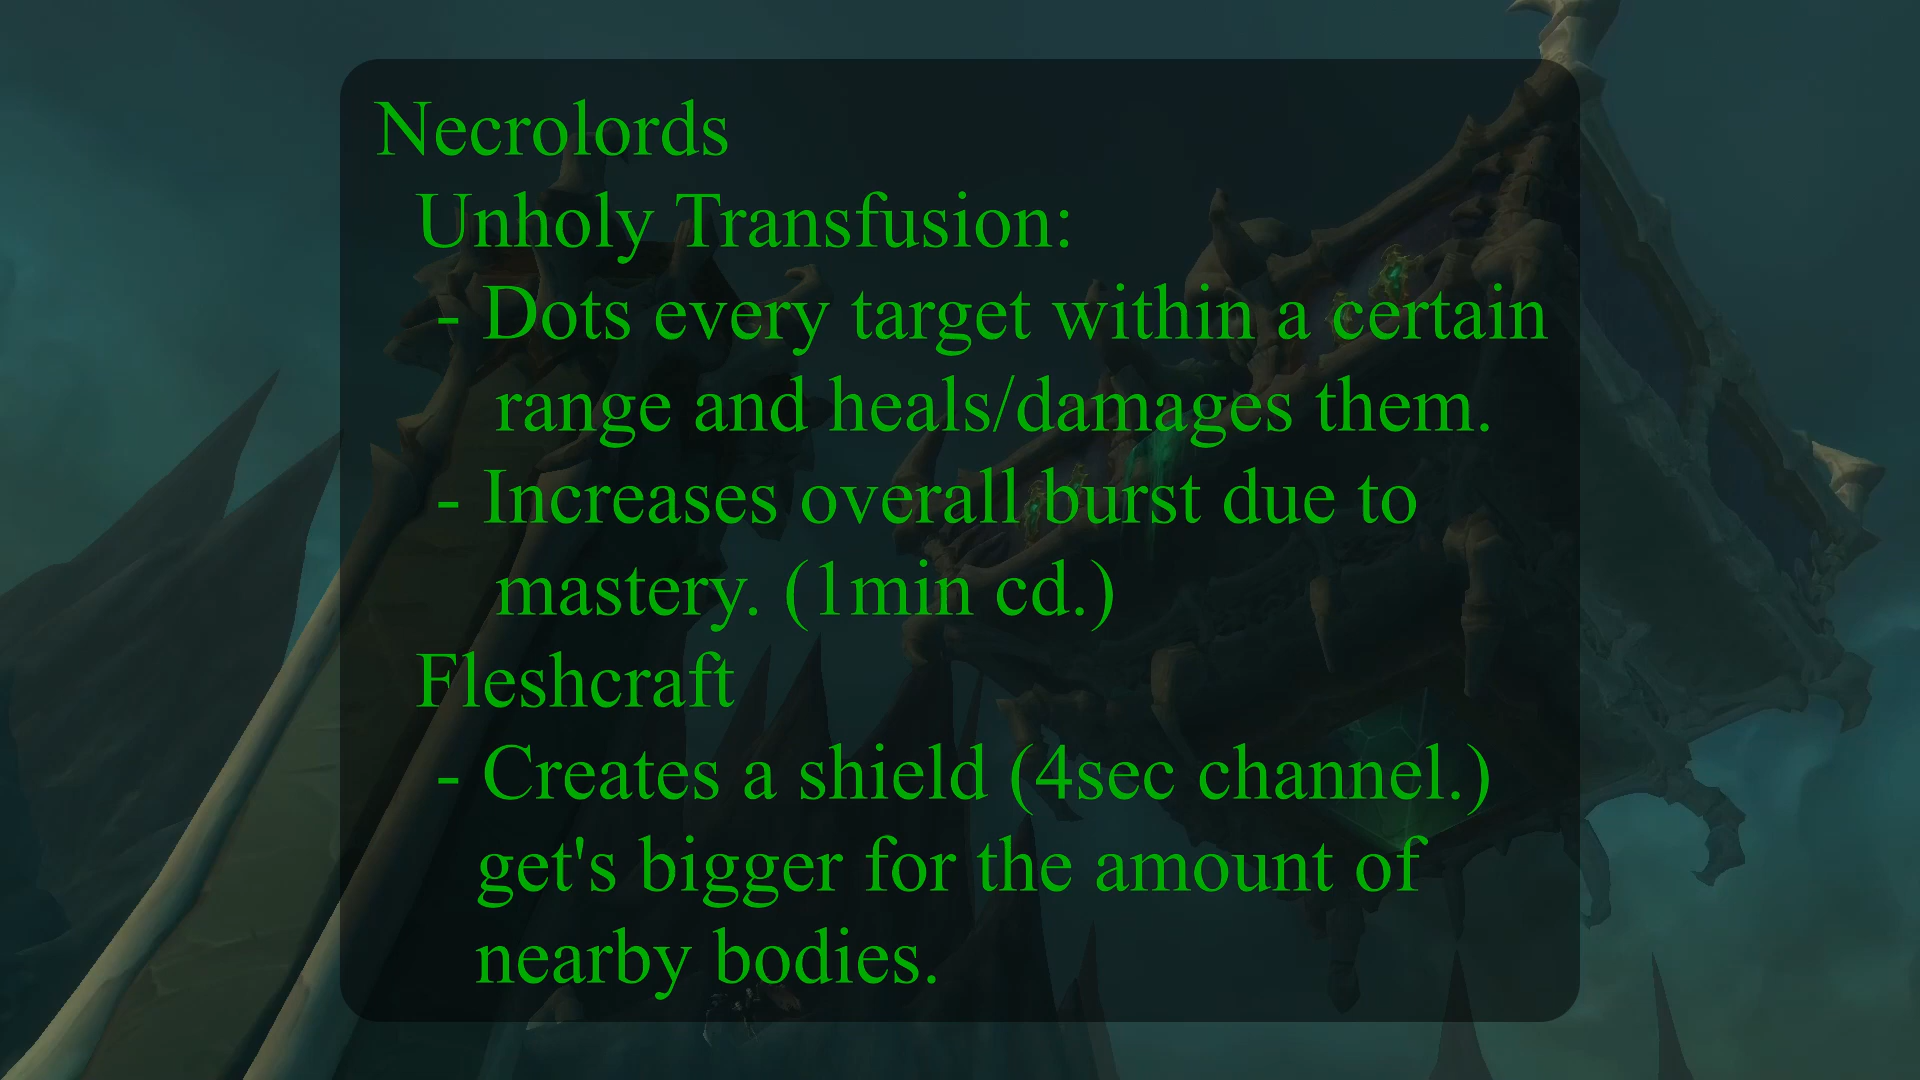 Necrolords
Unholy Transfusion:
- Dots every target within a certain
range and heals/damages them.
- Increases overall burst due to
mastery. (1min cd.)
Fleshcraft
- Creates a shield (4sec channel.)
get's bigger for the amount of
nearby bodies.